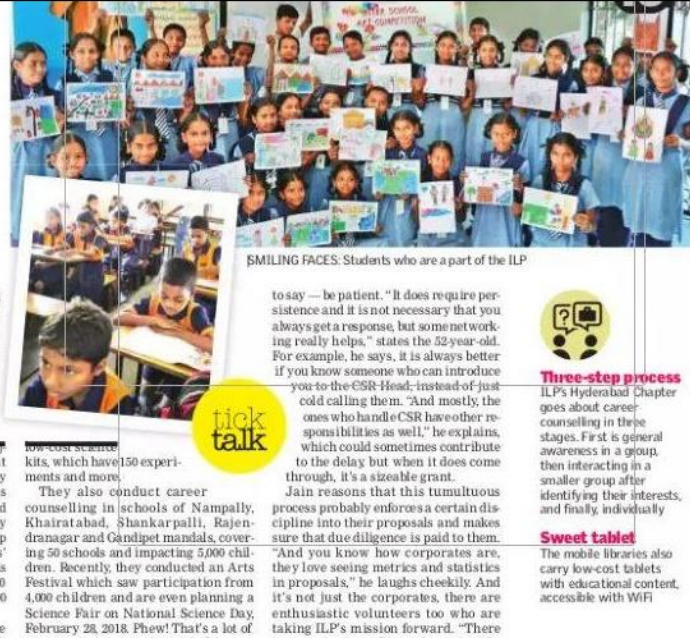 INTER SCHOOL
ART COMPETITION
SMILING FACES: Students who are a part of the ILP
tick
talk
low-cost science
kits, which have 150 experi-
ments and more.
They also conduct career
counselling in schools of Nampally,
Khairatabad, Shankarpalli, Rajen-
dranagar and Gandipet mandals, cover-
ing 50 schools and impacting 5,000 chil-
dren. Recently, they conducted an Arts
Festival which saw participation from
4,000 children and are even planning a
Science Fair on National Science Day,
February 28, 2018. Phew! That's a lot of
to say — be patient. "It does require per-
sistence and it is not necessary that you
always get a response, but some network-
ing really helps," states the 52-year-old.
For example, he says, it is always better
if you know someone who can introduce
you to the CSR Head, instead of just
cold calling them. "And mostly, the
ones who handle CSR have other re-
sponsibilities as well," he explains,
which could sometimes contribute
to the delay but when it does come
through, it's a sizeable grant.
Jain reasons that this tumultuous
process probably enforces a certain dis-
cipline into their proposals and makes
sure that due diligence is paid to them.
"And you know how corporates are,
they love seeing metrics and statistics
in proposals," he laughs cheekily. And
it's not just the corporates, there are
enthusiastic volunteers too who are
taking ILP's mission forward. "There
Three-step process
ILP's Hyderabad Chapter
goes about career
counselling in three
stages. First is general
awareness in a group,
then interacting in a
smaller group after
identifying their interests,
and finally, individually
Sweet tablet
The mobile libraries also
carry low-cost tablets
with educational content,
accessible with WiFi